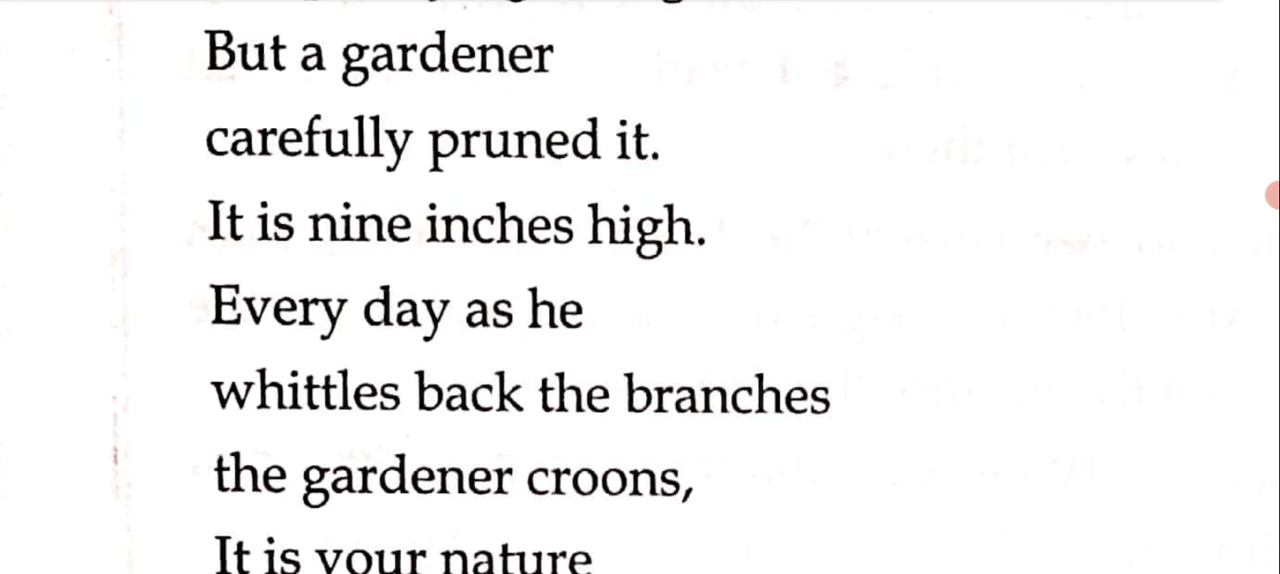 But a gardener
carefully pruned it.
It is nine inches high.
Every day as he
whittles back the branches
the gardener croons,
It is your nature